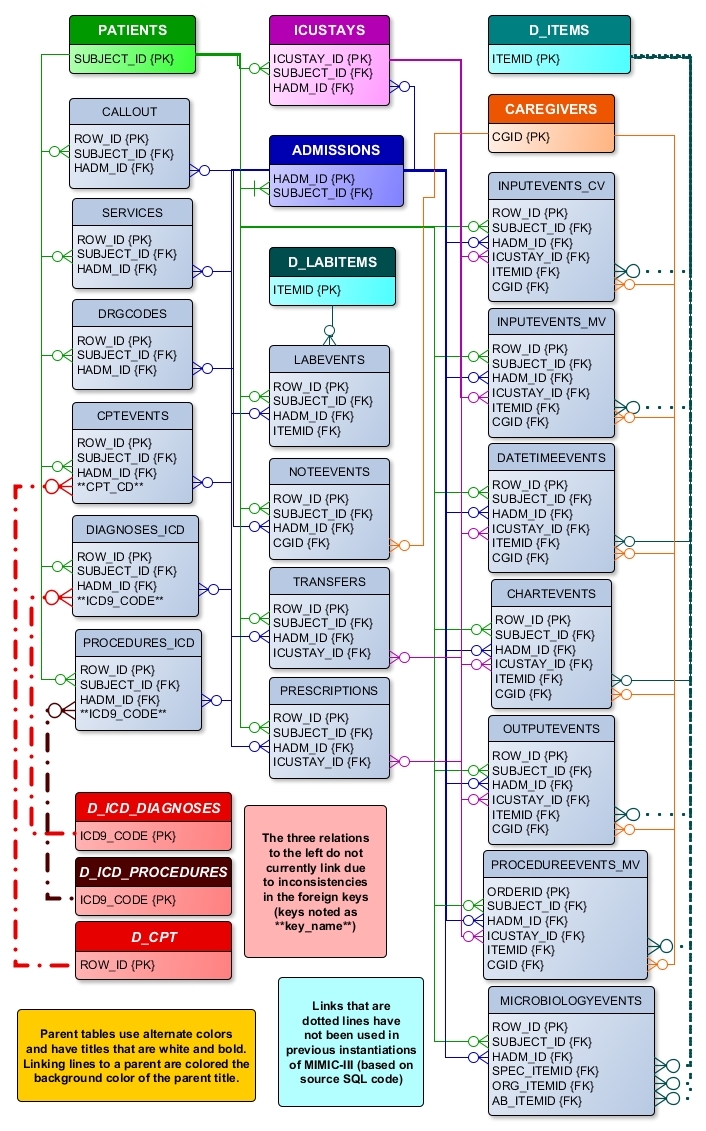 PATIENTS
SUBJECT_ID {PK}
CALLOUT
ROW_ID {PK}
SUBJECT_ID {FK}
HADM_ID {FK}
SERVICES
ROW_ID {PK}
SUBJECT_ID {FK}
HADM_ID {FK}
DRGCODES
ROW_ID {PK}
SUBJECT_ID {FK}
HADM_ID {FK}
CPTEVENTS
ROW_ID {PK}
SUBJECT_ID {FK}
HADM_ID {FK}
**CPT_CD**
DIAGNOSES_ICD
ROW_ID {PK}
SUBJECT_ID {FK}
HADM_ID {FK}
**ICD9_CODE**
PROCEDURES_ICD
ROW_ID {PK}
SUBJECT_ID {FK}
HADM_ID {FK}
**ICD9_CODE**
D_ICD_DIAGNOSES
ICD9_CODE {PK}
D_ICD_PROCEDURES
ICD9_CODE {PK}
D_CPT
ROW_ID {PK}
Parent tables use alternate colors
and have titles that are white and bold.
Linking lines to a parent are colored the
background color of the parent title.
ICUSTAYS
ICUSTAY_ID {PK}
SUBJECT_ID {FK}
HADM_ID {FK}
ADMISSIONS
HADM_ID {PK}
SUBJECT_ID {FK}
D_LABITEMS
ITEMID {PK}
LABEVENTS
ROW_ID {PK}
SUBJECT_ID {FK}
HADM_ID {FK}
ITEMID {FK}
NOTEEVENTS
ROW_ID {PK}
SUBJECT_ID {FK}
HADM_ID {FK}
CGID {FK}
TRANSFERS
ROW_ID {PK}
SUBJECT_ID {FK}
HADM_ID {FK}
ICUSTAY_ID {FK}
PRESCRIPTIONS
ROW_ID {PK}
SUBJECT_ID {FK}
HADM_ID {FK}
ICUSTAY_ID {FK}
The three relations
to the left do not
currently link due
to inconsistencies
in the foreign keys
(keys noted as
**key_name**)
Links that are
dotted lines have
not been used in
previous instantiations
of MIMIC-III (based on
source SQL code)
D_ITEMS
ITEMID {PK}
CAREGIVERS
CGID {PK}
INPUTEVENTS_CV
ROW_ID {PK}
SUBJECT_ID {FK}
HADM_ID {FK}
ICUSTAY_ID {FK}
ITEMID {FK}
CGID {FK}
INPUTEVENTS_MV
ROW_ID {PK}
SUBJECT_ID {FK}
HADM_ID {FK}
ICUSTAY_ID {FK}
ITEMID {FK}
CGID {FK}
DATETIMEEVENTS
ROW_ID {PK}
SUBJECT_ID {FK}
HADM_ID {FK}
ICUSTAY_ID {FK}
ITEMID {FK}
CGID {FK}
CHARTEVENTS
ROW_ID {PK}
SUBJECT_ID {FK}
HADM_ID {FK}
ICUSTAY_ID {FK}
ITEMID {FK}
CGID {FK}
OUTPUTEVENTS
ROW_ID {PK}
SUBJECT_ID {FK}
HADM_ID {FK}
ICUSTAY_ID {FK}
ITEMID {FK}
CGID {FK}
PROCEDUREEVENTS_MV
ORDERID {PK}
SUBJECT_ID {FK}
HADM_ID {FK}
ICUSTAY_ID {FK}
ITEMID {FK}
CGID {FK}
MICROBIOLOGYEVENTS
ROW_ID {PK}
SUBJECT_ID {FK}
HADM_ID {FK}
SPEC_ITEMID {FK}
ORG_ITEMID {FK}
AB_ITEMID {FK}